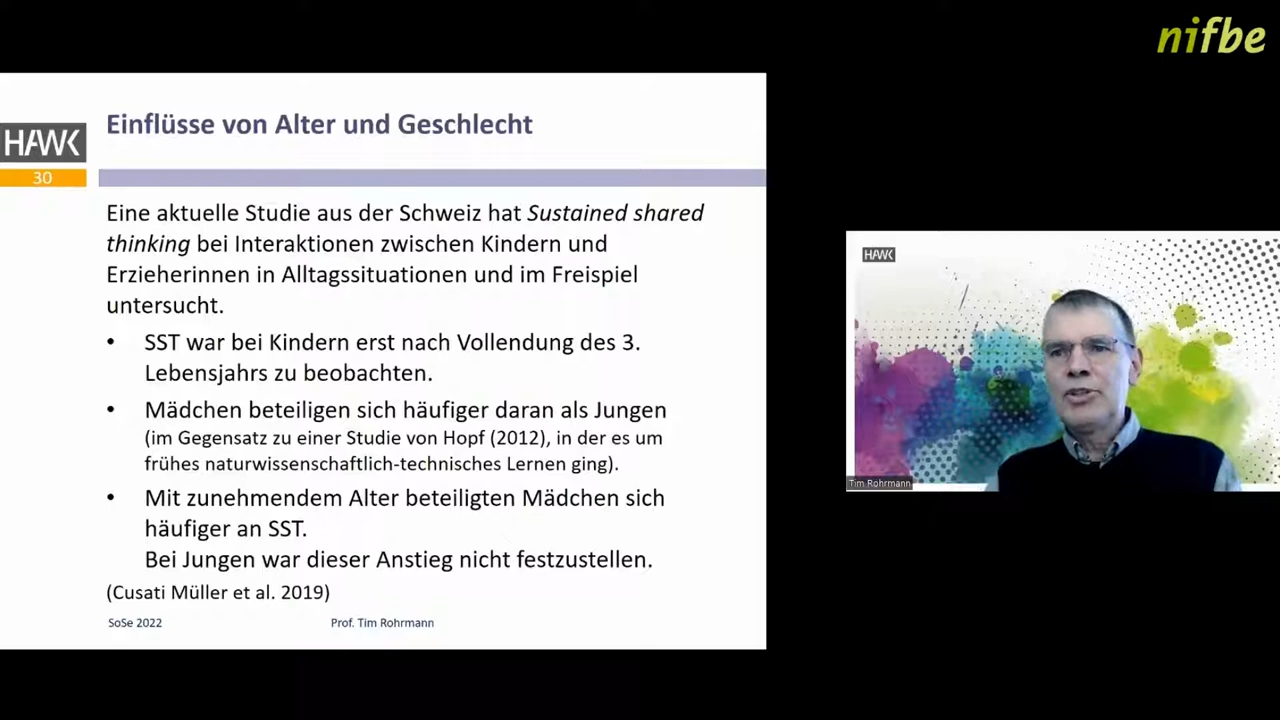 nifbe
Einflüsse von Alter und Geschlecht
HAWK
30
Eine aktuelle Studie aus der Schweiz hat Sustained shared
thinking bei Interaktionen zwischen Kindern und
Erzieherinnen in Alltagssituationen und im Freispiel
untersucht.
• SST war bei Kindern erst nach Vollendung des 3.
Lebensjahrs zu beobachten.
• Mädchen beteiligen sich häufiger daran als Jungen
(im Gegensatz zu einer Studie von Hopf (2012), in der es um
frühes naturwissenschaftlich-technisches Lernen ging).
• Mit zunehmendem Alter beteiligten Mädchen sich
häufiger an SST.
Bei Jungen war dieser Anstieg nicht festzustellen.
(Cusati Müller et al. 2019)
SoSe 2022
Prof. Tim Rohrmann
HAWK
Tim Rohrmann